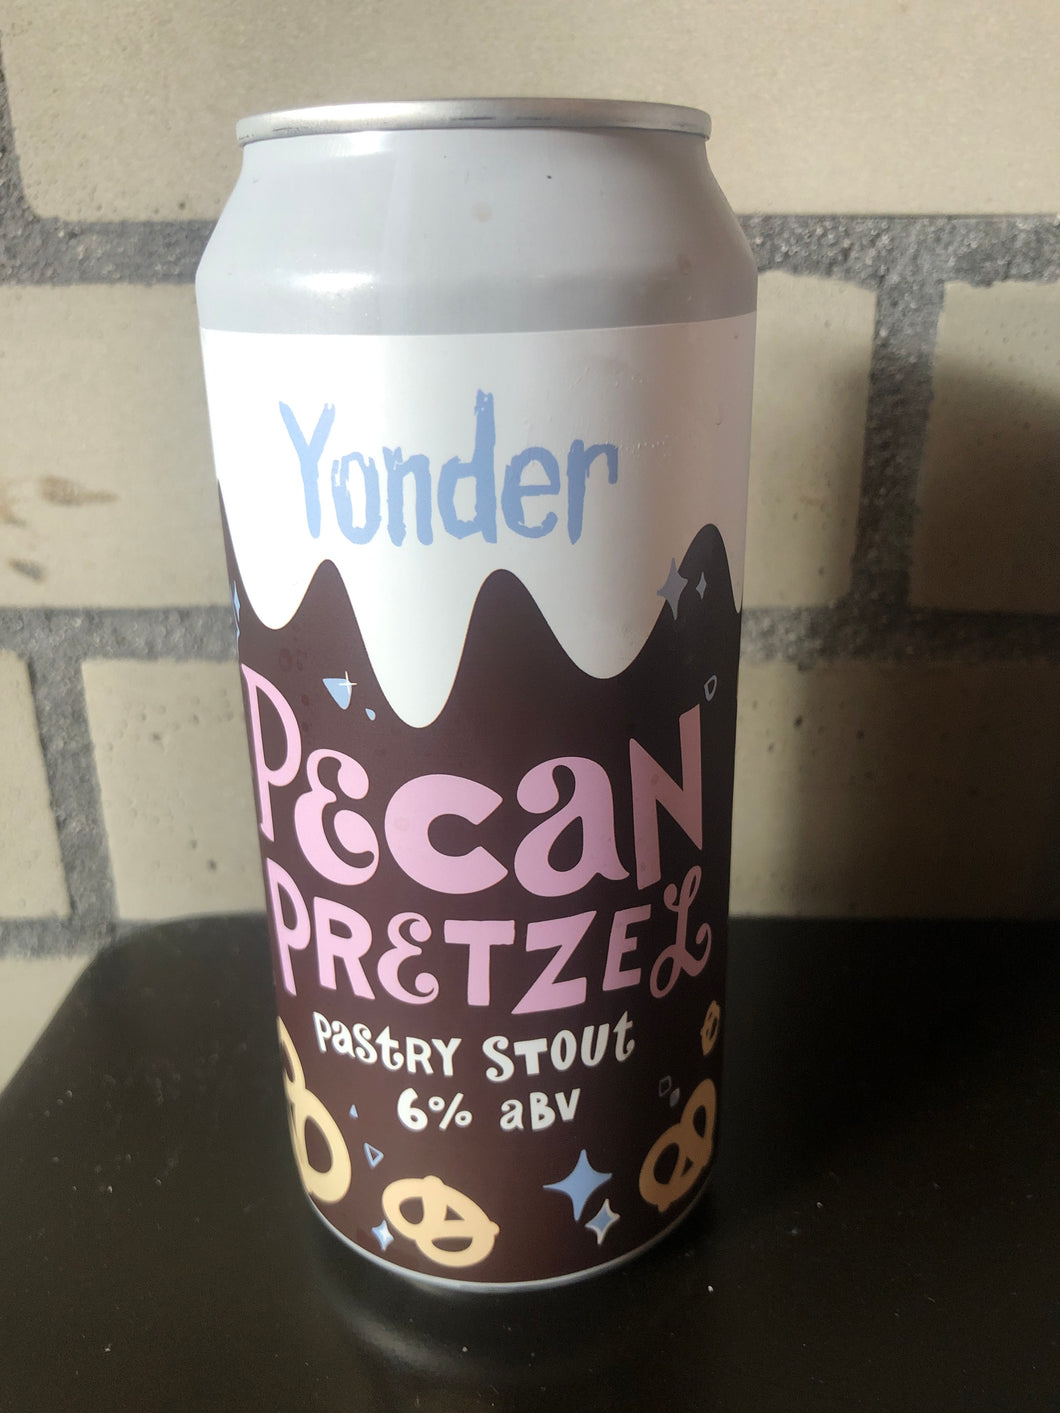 Yonder
PECaN
PRETZEL
PaStRY STOUt
6% aBV